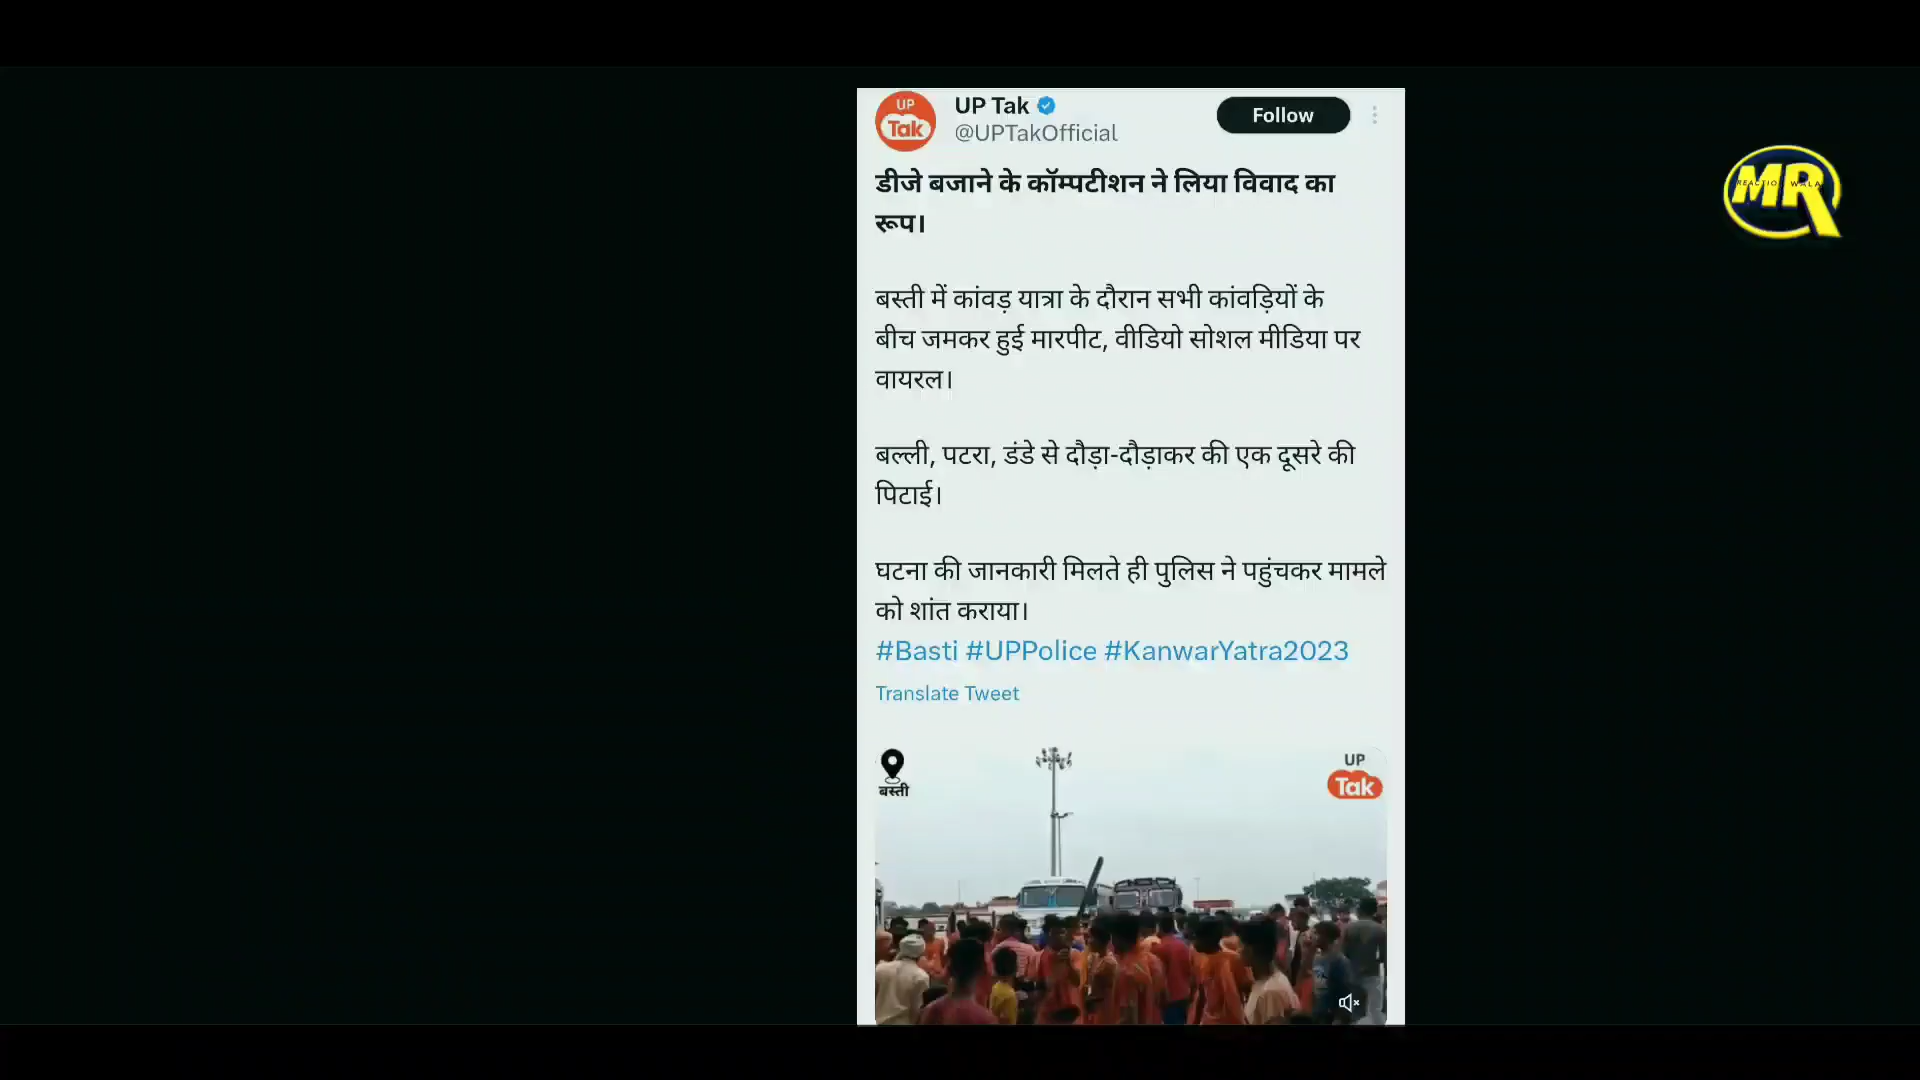 UP Tak
UP Tak
@UPTakOfficial
Follow
डीजे बजाने के कॉम्पटीशन ने लिया विवाद का
रूप।
बस्ती में कांवड़ यात्रा के दौरान सभी कांवड़ियों के
बीच जमकर हुई मारपीट, वीडियो सोशल मीडिया पर
वायरल।
बल्ली, पटरा, डंडे से दौड़ा-दौड़ाकर की एक दूसरे की
पिटाई।
घटना की जानकारी मिलते ही पुलिस ने पहुंचकर मामले
को शांत कराया।
#Basti #UPPolice #KanwarYatra2023
Translate Tweet
बस्ती
UP
Tak
MR
REACTION WALA